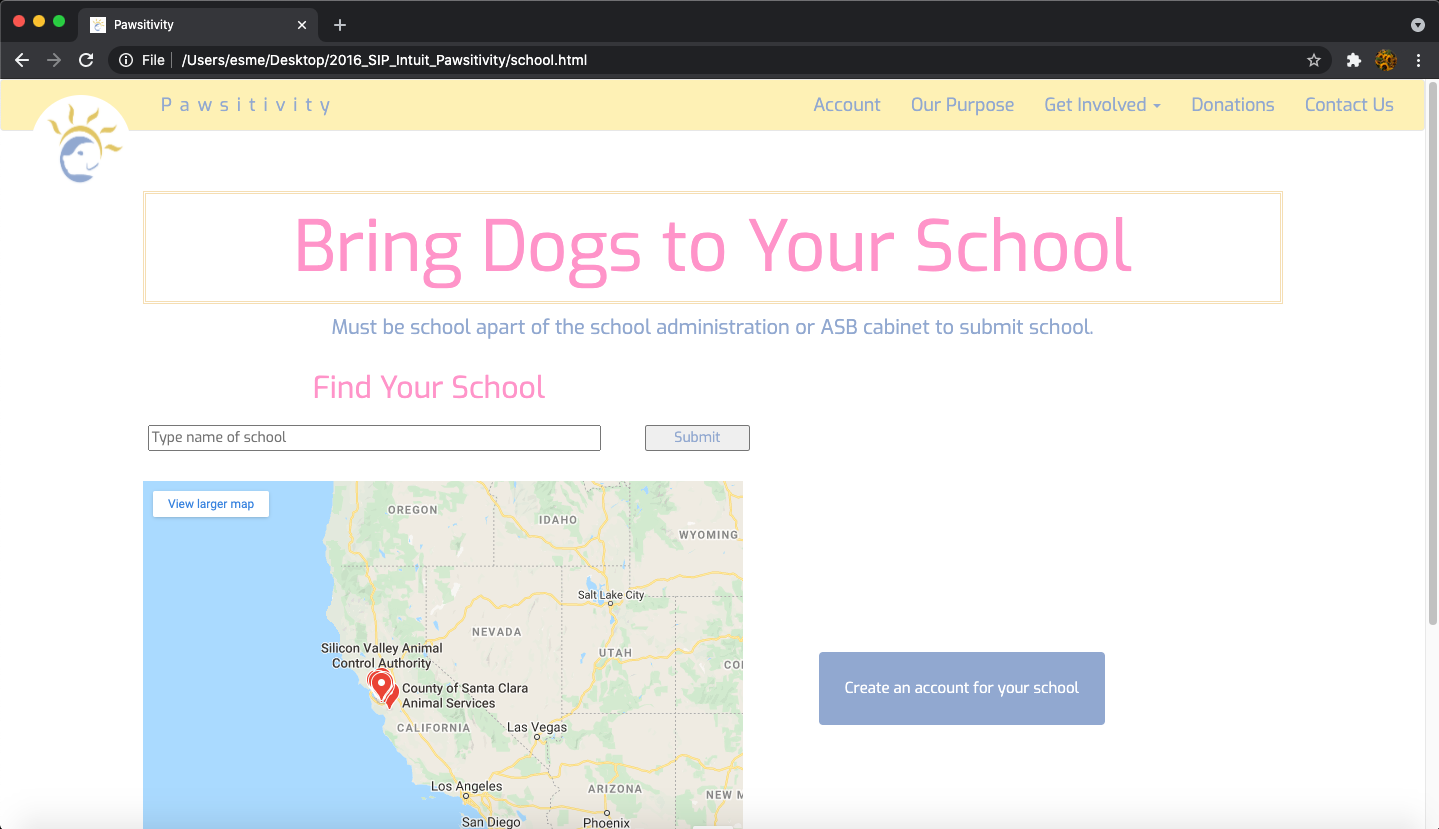 Pawsitivity
File /Users/esme/Desktop/2016_SIP_Intuit_Pawsitivity/school.html
Pawsitivity Account Our Purpose Get Involved Donations Contact Us
Bring Dogs to Your School
Must be school apart of the school administration or ASB cabinet to submit school.
Find Your School
Type name of school Submit
View larger map
OREGON
IDAHO
WYOMING
Salt Lake City
NEVADA
Silicon Valley Animal
Control Authority
UTAH
CO
County of Santa Clara
Animal Services
CALIFORNIA
Las Vegas
Create an account for your school
Los Angeles
ARIZONA
NEW M
San Diego
Phoenix